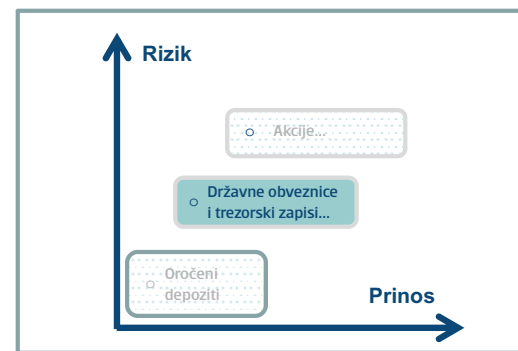 Rizik
Akcije...
Državne obveznice
i trezorski zapisi...
Oročeni
depoziti
Prinos